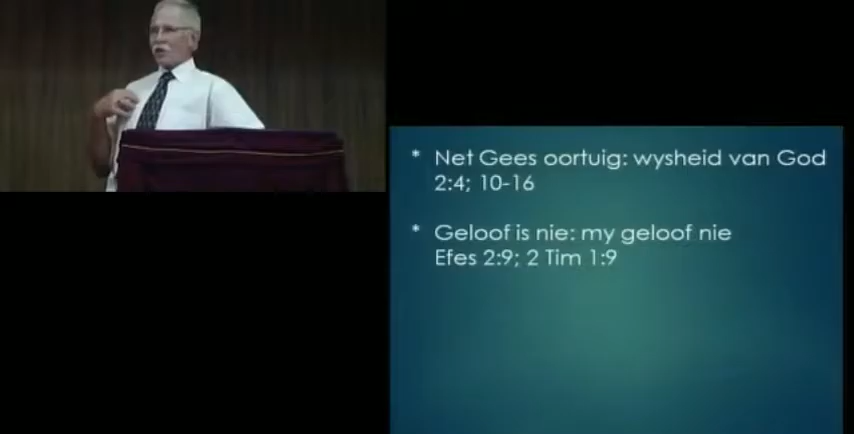 * Net Gees oortuig: wysheid van God
2:4; 10-16
* Geloof is nie: my geloof nie
Efes 2:9; 2 Tim 1:9